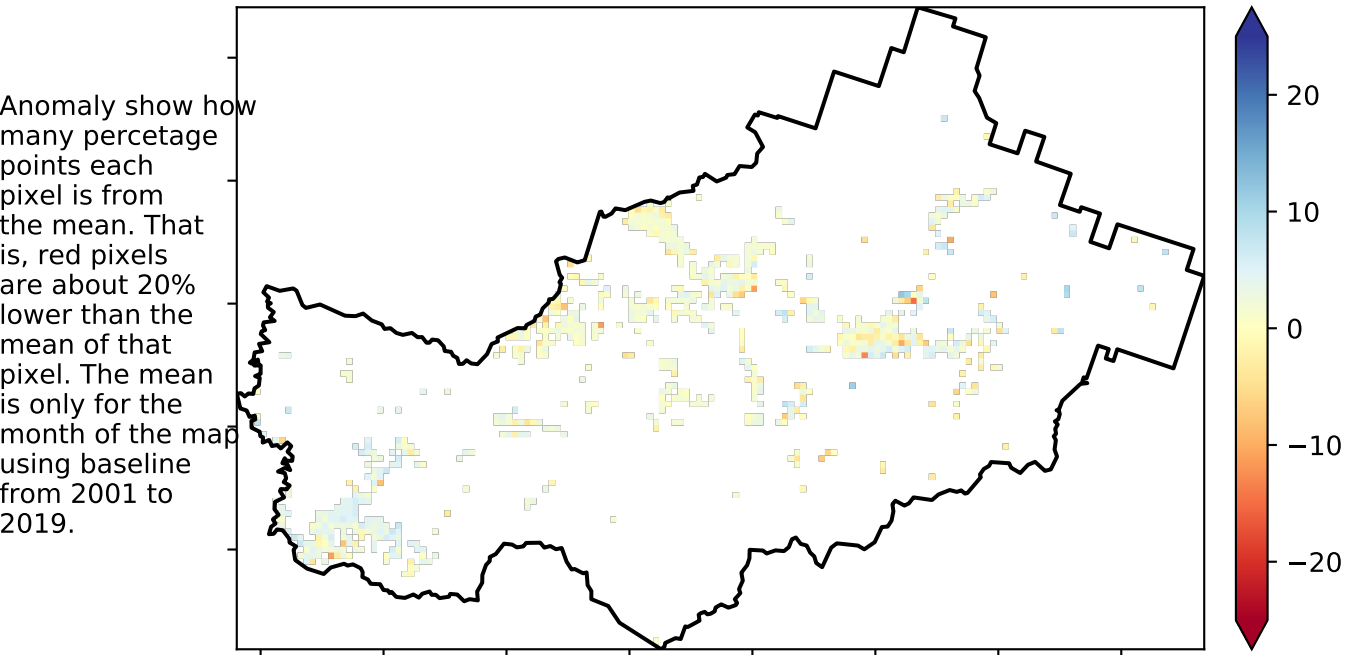 Anomaly show how
many percetage
points each
pixel is from
the mean. That
is, red pixels
are about 20%
lower than the
mean of that
pixel. The mean
is only for the
month of the map
using baseline
from 2001 to
2019.
20
10
0
−10
−20